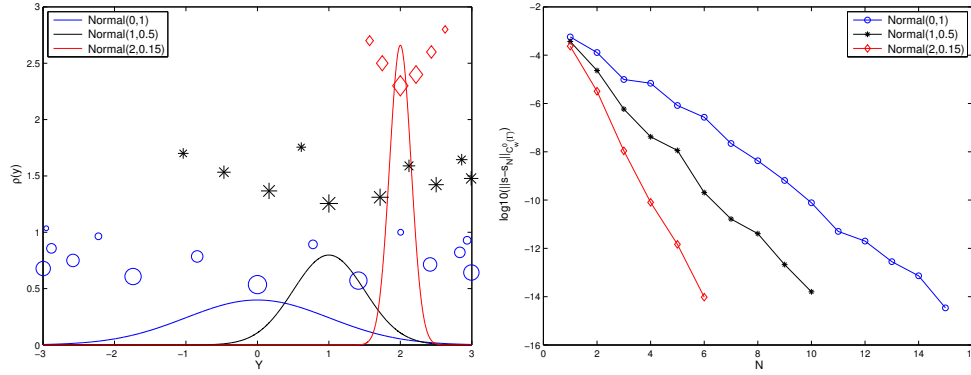 Normal(0,1)
Normal(1,0.5)
Normal(2,0.15)
3
2.5
2
1.5
1
0.5
0
ρ(y)
−3 −2 −1 0 1 2 3
Y
Normal(0,1)
Normal(1,0.5)
Normal(2,0.15)
−2
−4
−6
−8
−10
−12
−14
−16
log10(||s−s_N||_{C^0_w(Γ)})
0 2 4 6 8 10 12 14 16
N